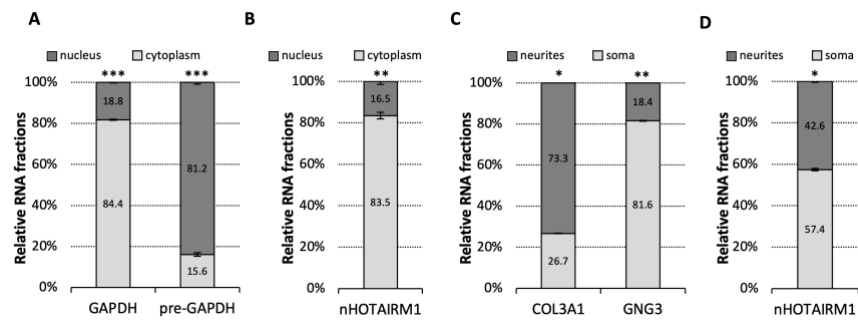 A
nucleus cytoplasm
Relative RNA fractions
100%
80%
60%
40%
20%
0%
*** ***
18.8
84.4
81.2
15.6
GAPDH pre-GAPDH
B
nucleus cytoplasm
Relative RNA fractions
100%
80%
60%
40%
20%
0%
**
16.5
83.5
nHOTAIRM1
C
neurites soma
Relative RNA fractions
100%
80%
60%
40%
20%
0%
* **
73.3
26.7
18.4
81.6
COL3A1 GNG3
D
neurites soma
Relative RNA fractions
100%
80%
60%
40%
20%
0%
*
42.6
57.4
nHOTAIRM1